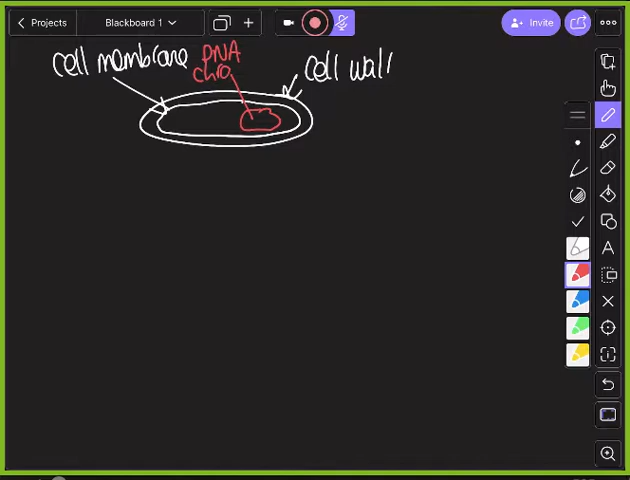 Projects
Blackboard 1
Invite
cell membrane
DNA
chro
cell wall
A